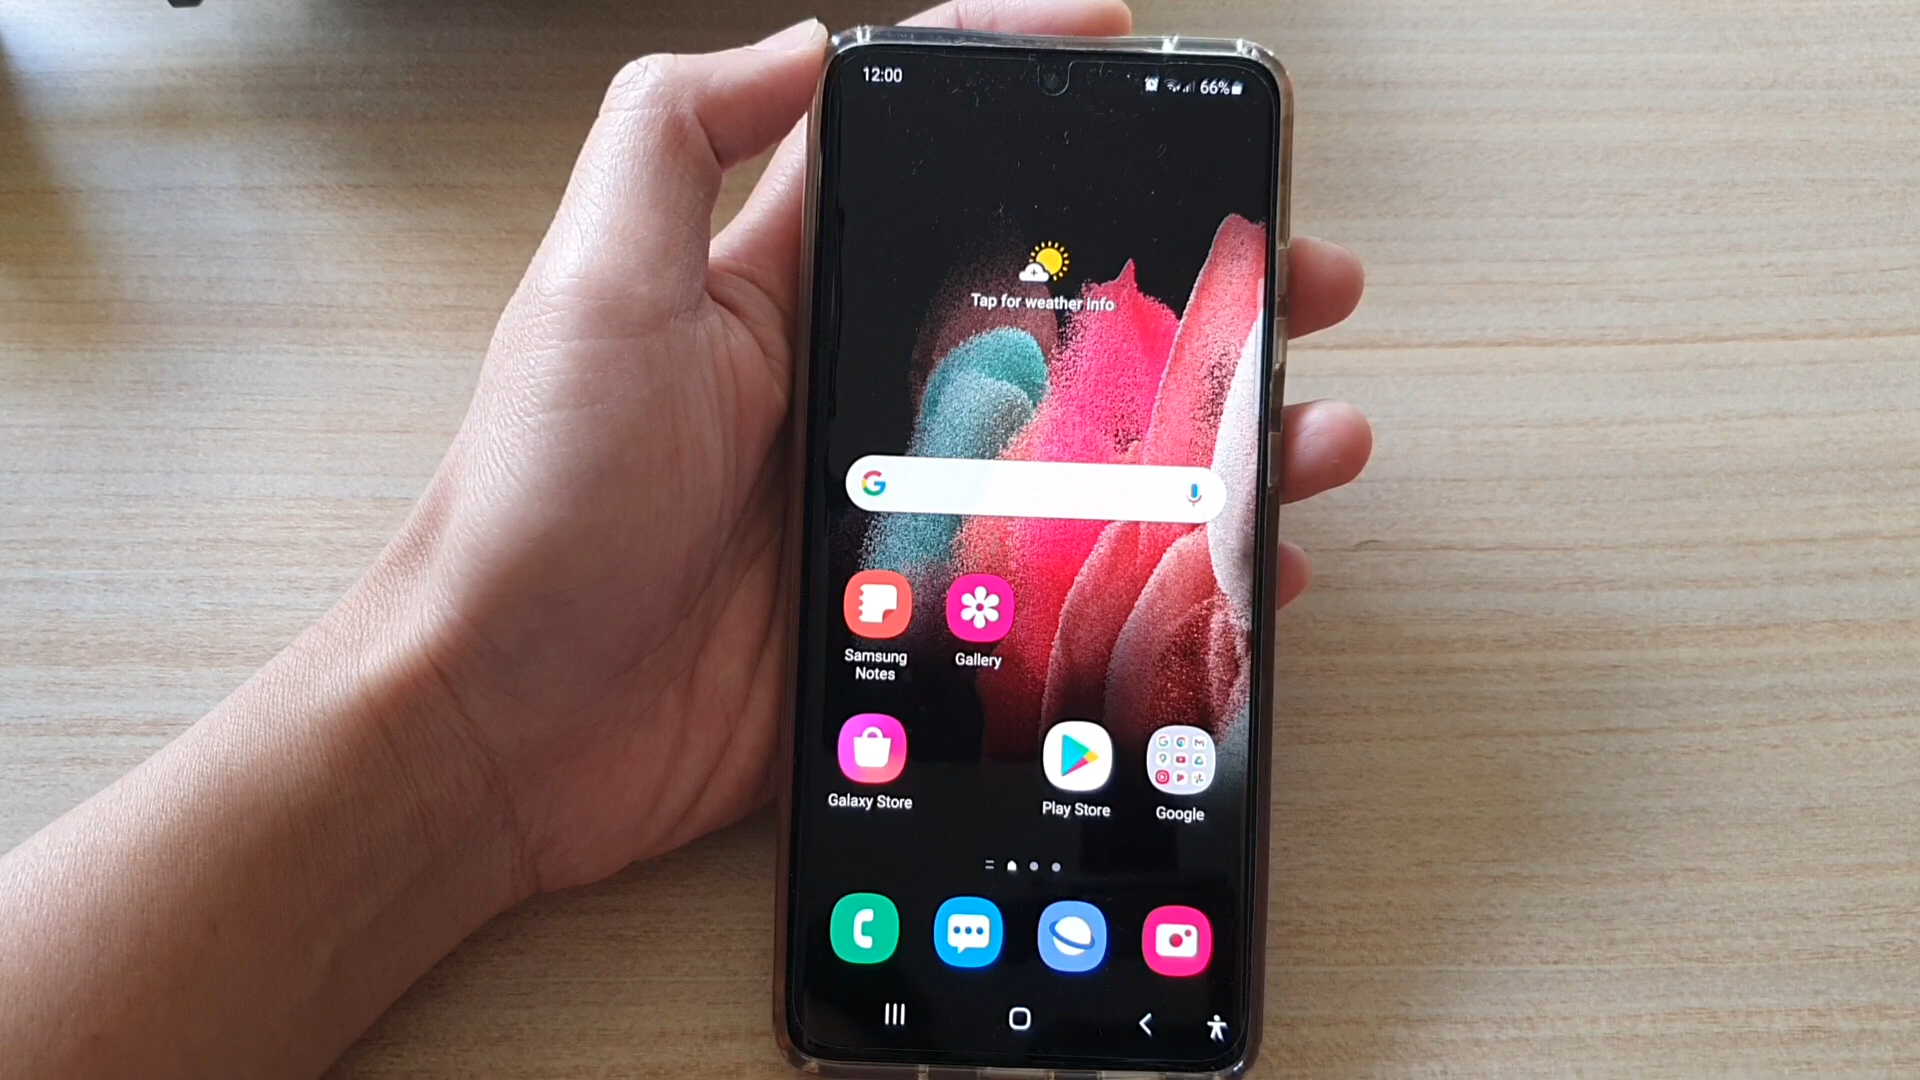 12:00
66%
Tap for weather info
G
Samsung
Notes
Gallery
Galaxy Store
Play Store
Google